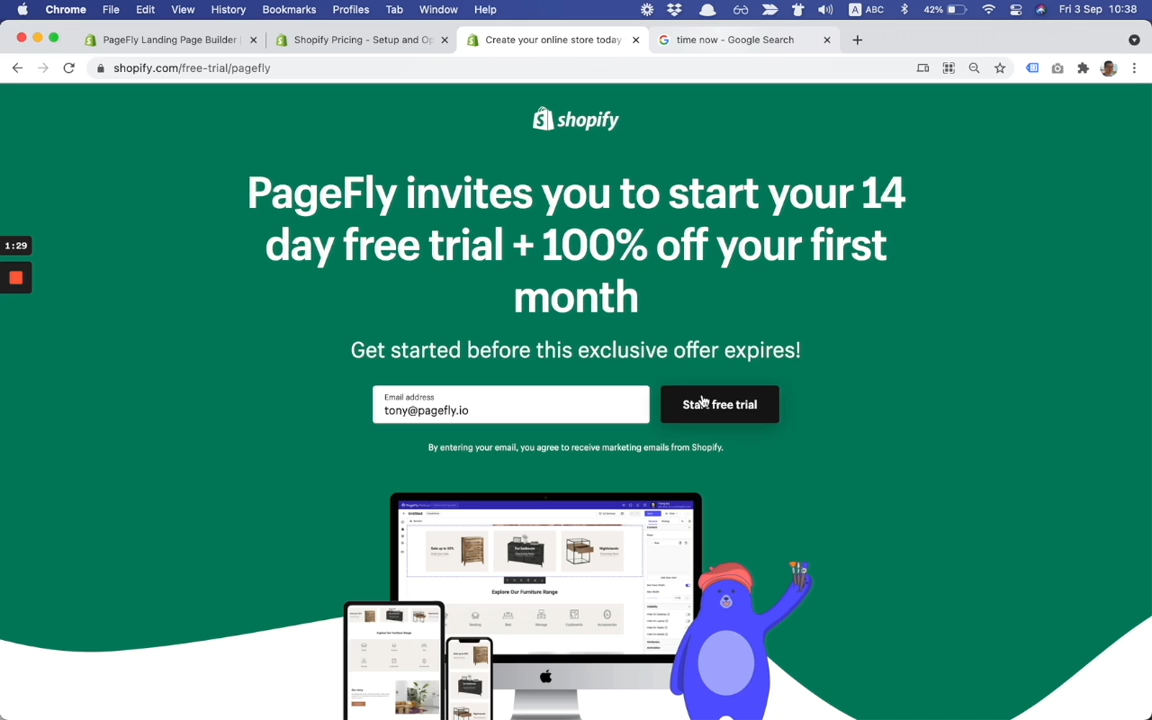 Chrome File Edit View History Bookmarks Profiles Tab Window Help A ABC 42% Fri 3 Sep 10:38
PageFly Landing Page Builder
Shopify Pricing - Setup and Op
Create your online store today
time now - Google Search
shopify.com/free-trial/pagefly
shopify
PageFly invites you to start your 14
day free trial + 100% off your first
month
1:29
Get started before this exclusive offer expires!
Email address
tony@pagefly.io
Start free trial
By entering your email, you agree to receive marketing emails from Shopify.
Explore Our Furniture Range